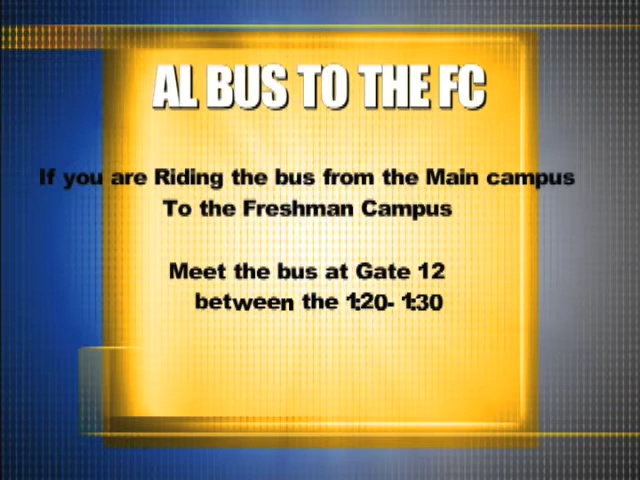 AL BUS TO THE FC
If you are Riding the bus from the Main campus
To the Freshman Campus
Meet the bus at Gate 12
between the 1:20- 1:30